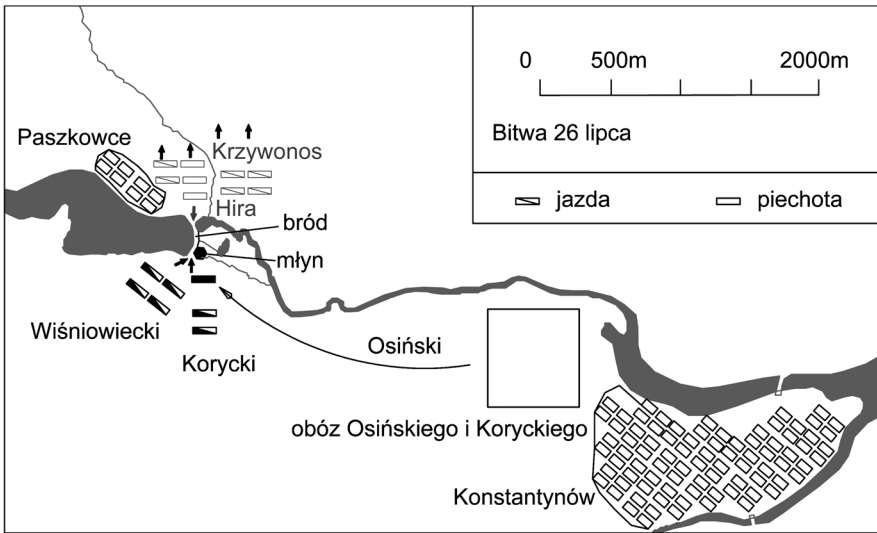 0 500m 2000m
Bitwa 26 lipca
jazda piechota
Paszkowce
Krzywonos
Hira
bród
młyn
Wiśniowiecki
Korycki
Osiński
obóz Osińskiego i Koryckiego
Konstantynów